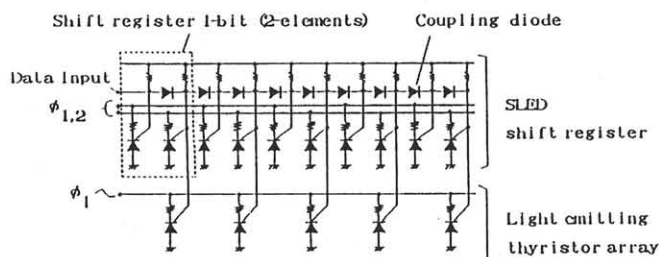 Shift register 1-bit (2-elements)
Coupling diode
Data input
ϕ1,2
SLED
shift register
ϕI
Light emitting
thyristor array